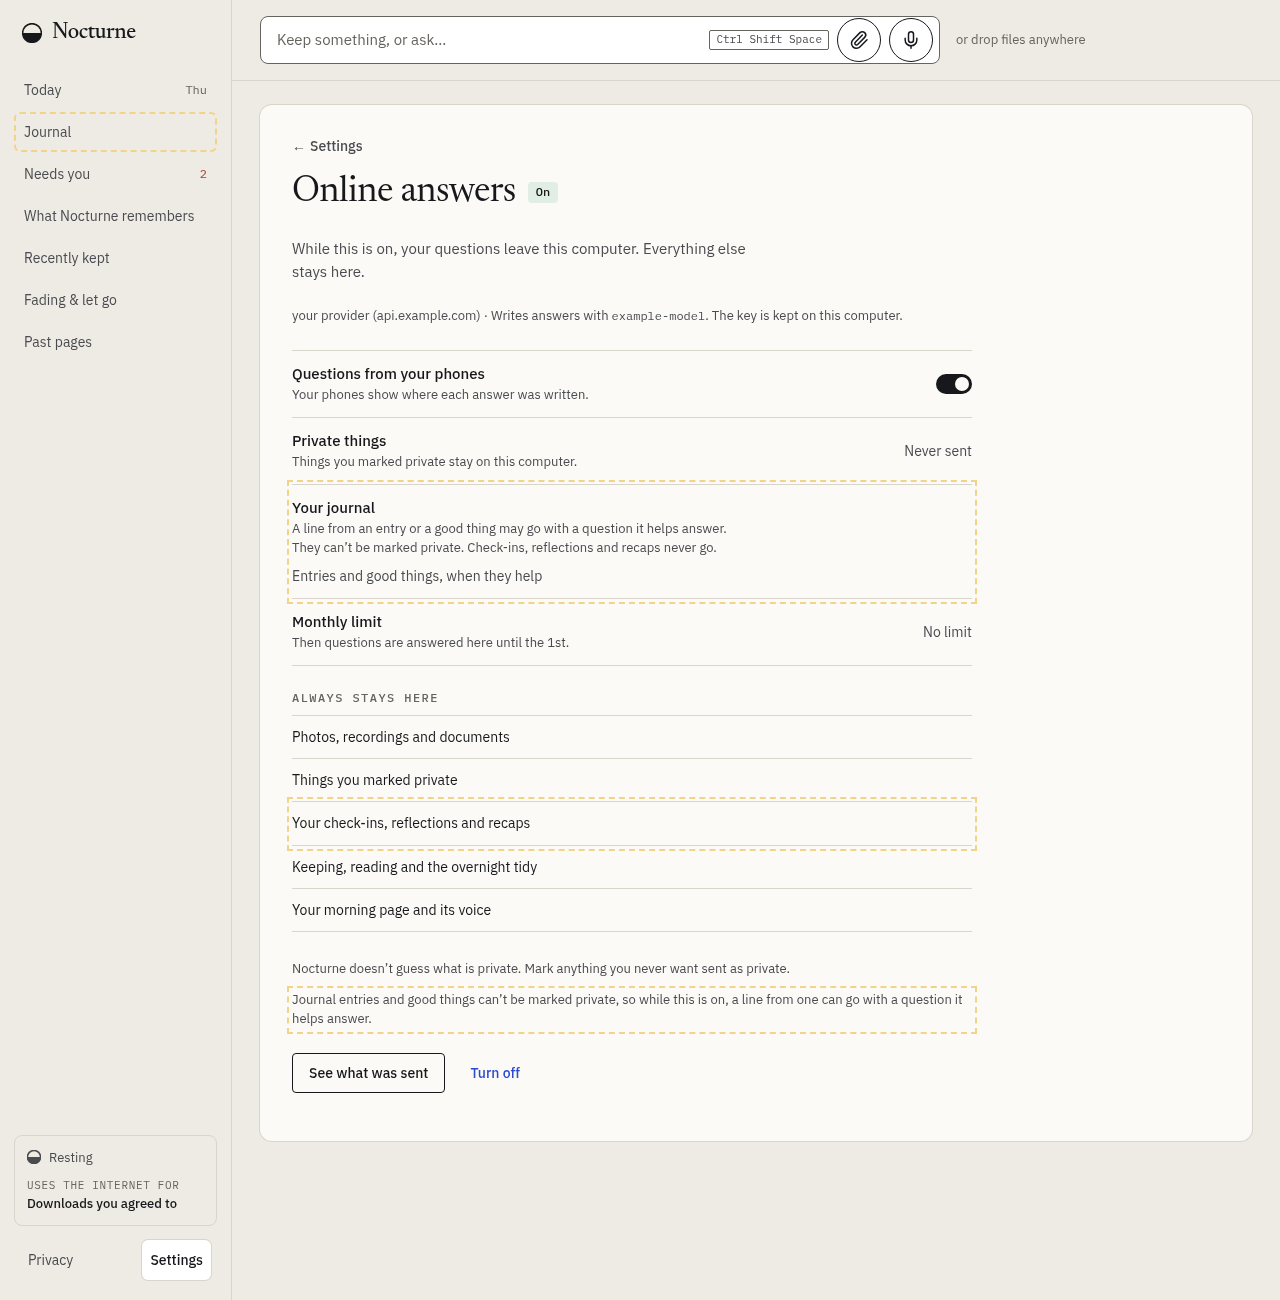 Nocturne
Today Thu
Journal
Needs you 2
What Nocturne remembers
Recently kept
Fading & let go
Past pages
Resting
USES THE INTERNET FOR
Downloads you agreed to
Privacy Settings
Keep something, or ask… Ctrl Shift Space or drop files anywhere
← Settings
Online answers On
While this is on, your questions leave this computer. Everything else
stays here.
your provider (api.example.com) · Writes answers with example-model. The key is kept on this computer.
Questions from your phones
Your phones show where each answer was written.
Private things
Things you marked private stay on this computer.
Never sent
Your journal
A line from an entry or a good thing may go with a question it helps answer.
They can’t be marked private. Check-ins, reflections and recaps never go.
Entries and good things, when they help
Monthly limit
Then questions are answered here until the 1st.
No limit
ALWAYS STAYS HERE
Photos, recordings and documents
Things you marked private
Your check-ins, reflections and recaps
Keeping, reading and the overnight tidy
Your morning page and its voice
Nocturne doesn’t guess what is private. Mark anything you never want sent as private.
Journal entries and good things can’t be marked private, so while this is on, a line from one can go with a question it
helps answer.
See what was sent Turn off